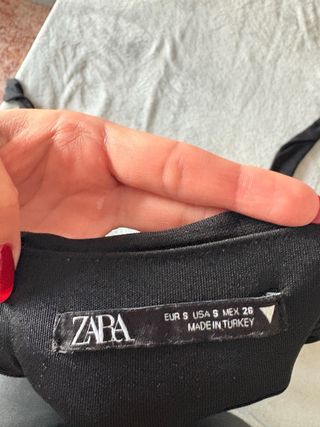 ZARA
EUR S USA S MEX 26
MADE IN TURKEY